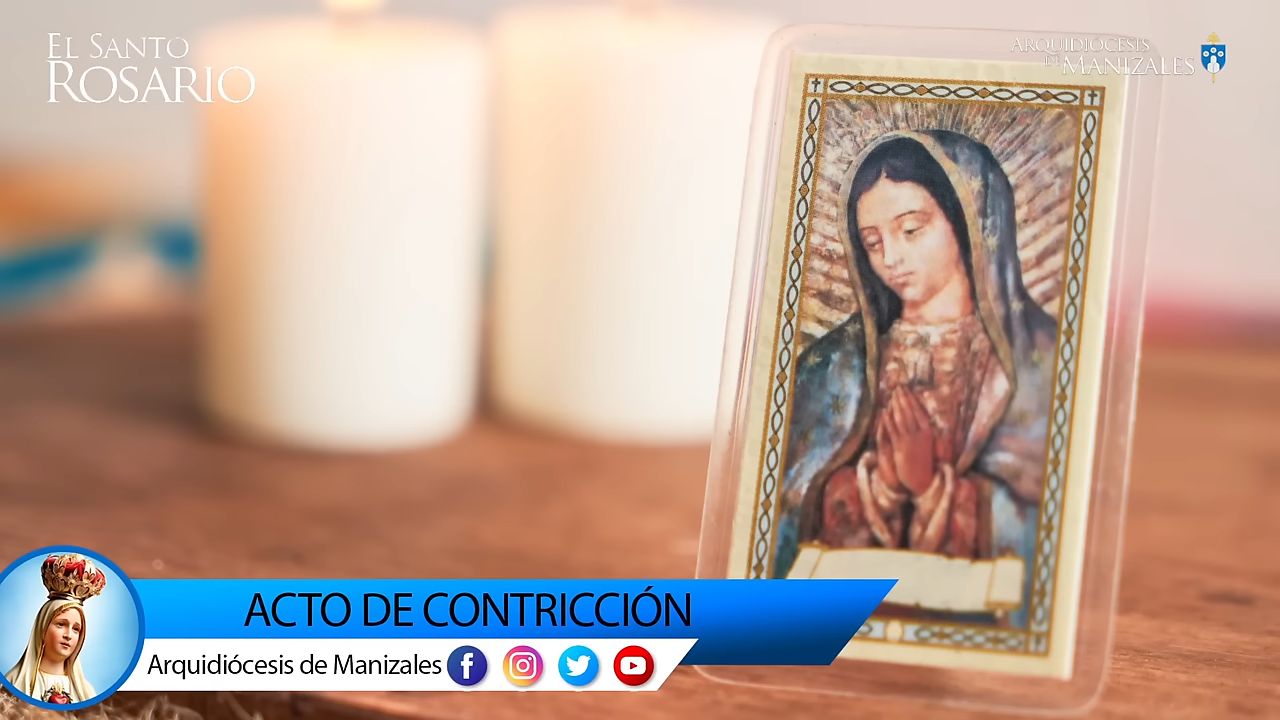 EL SANTO
ROSARIO
ARQUIDIÓCESIS
DE MANIZALES
ACTO DE CONTRICCIÓN
Arquidiócesis de Manizales